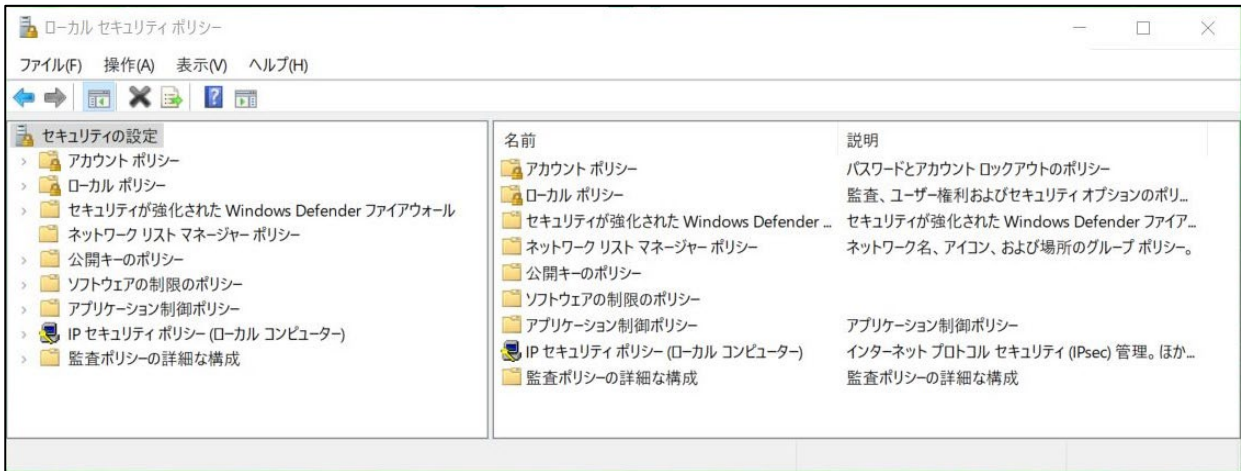 ローカル セキュリティ ポリシー
ファイル(F) 操作(A) 表示(V) ヘルプ(H)
セキュリティの設定
アカウント ポリシー
ローカル ポリシー
セキュリティが強化された Windows Defender ファイアウォール
ネットワーク リスト マネージャー ポリシー
公開キーのポリシー
ソフトウェアの制限のポリシー
アプリケーション制御ポリシー
IP セキュリティ ポリシー (ローカル コンピューター)
監査ポリシーの詳細な構成
名前 説明
アカウント ポリシー パスワードとアカウント ロックアウトのポリシー
ローカル ポリシー 監査、ユーザー権利およびセキュリティ オプションのポリ...
セキュリティが強化された Windows Defender ... セキュリティが強化された Windows Defender ファイア...
ネットワーク リスト マネージャー ポリシー ネットワーク名、アイコン、および場所のグループ ポリシー。
公開キーのポリシー
ソフトウェアの制限のポリシー
アプリケーション制御ポリシー アプリケーション制御ポリシー
IP セキュリティ ポリシー (ローカル コンピューター) インターネット プロトコル セキュリティ (IPsec) 管理。ほか...
監査ポリシーの詳細な構成 監査ポリシーの詳細な構成